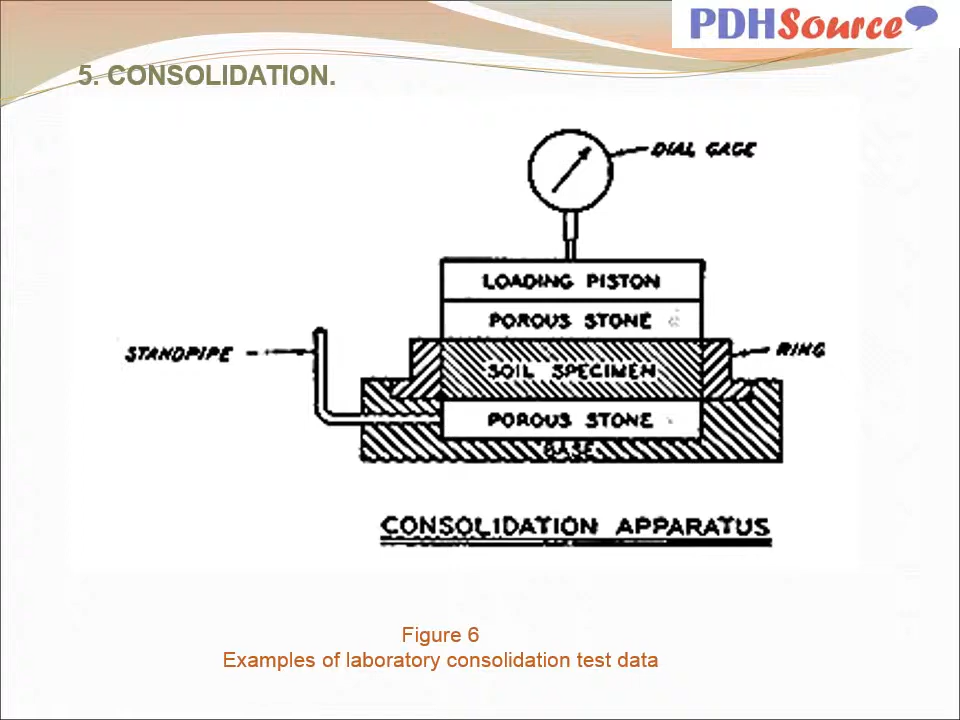 PDHSource
5. CONSOLIDATION.
DIAL GAGE
LOADING PISTON
POROUS STONE
STANDPIPE
RING
SOIL SPECIMEN
POROUS STONE
BASE
CONSOLIDATION APPARATUS
Figure 6
Examples of laboratory consolidation test data